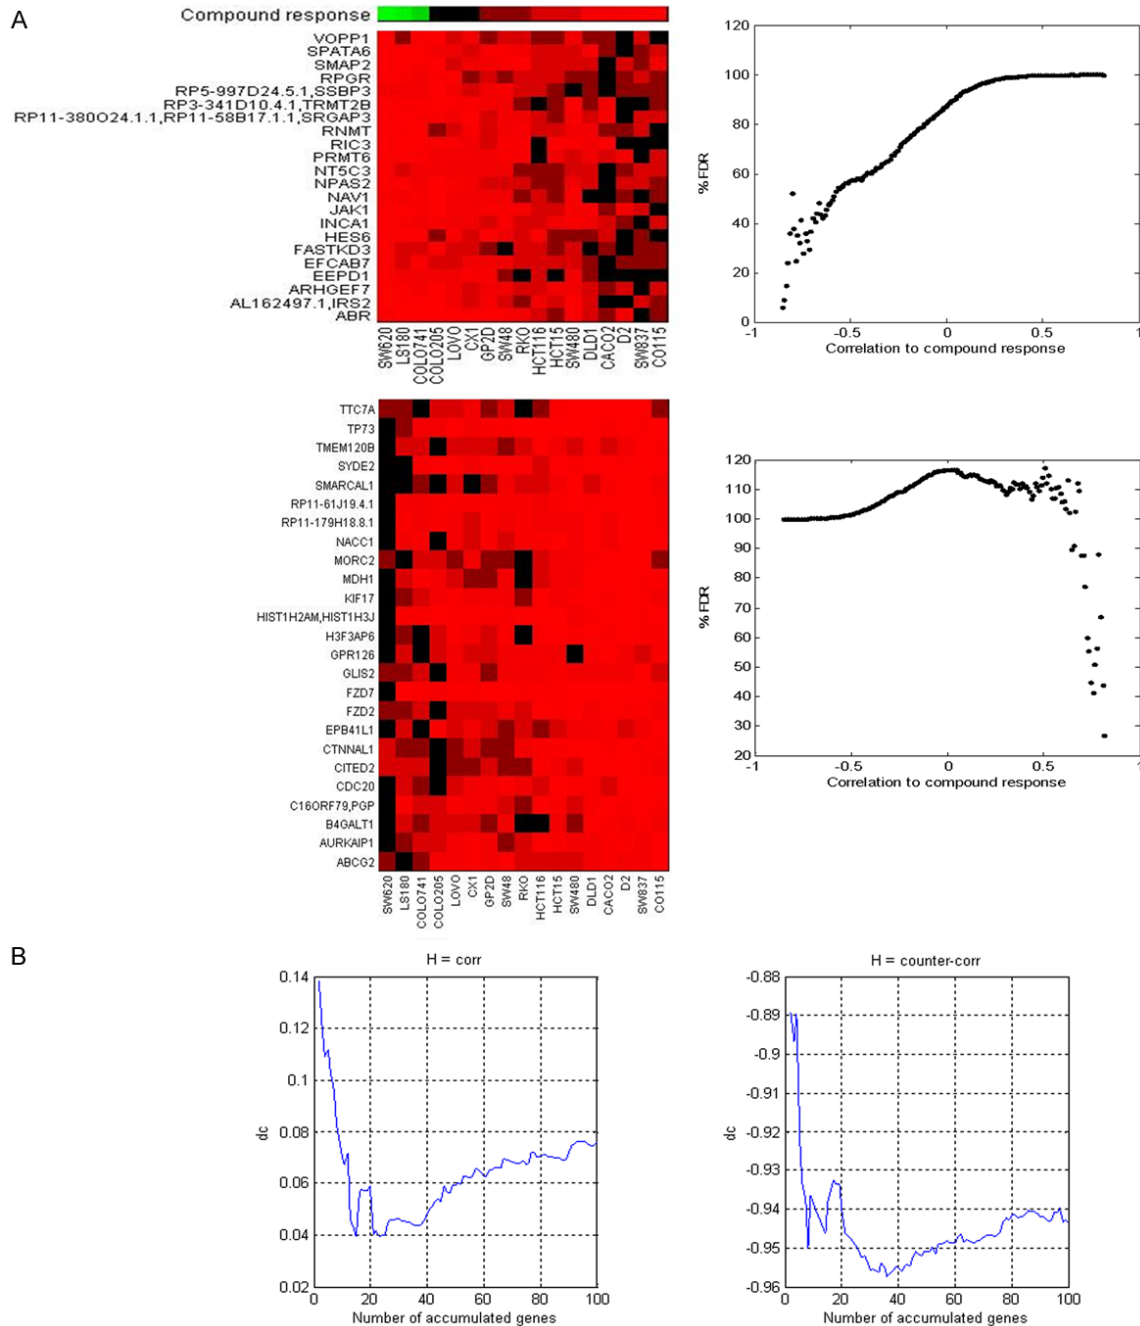 A
Compound response
VOPP1
SPATA6
SMAP2
RPGR
RP5-997D24.5.1,SSBP3
RP3-341D10.4.1,TRMT2B
RP11-380O24.1.1,RP11-58B17.1.1,SRGAP3
RNMT
RIC3
PRMT6
NT5C3
NPAS2
NAV1
JAK1
INCA1
HES6
FASTKD3
EFCAB7
EEPD1
ARHGEF7
AL162497.1,IRS2
ABR
SW620
LS180
COLO741
COLO205
LOVO
CX1
GP2D
SW48
RKO
HCT116
HCT15
SW480
DLD1
CACO2
D2
SW837
CO115
120
100
80
60
40
20
0
% FDR
-1
-0.5
0
0.5
1
Correlation to compound response
TTC7A
TP73
TMEM120B
SYDE2
SMARCAL1
RP11-61J19.4.1
RP11-179H18.8.1
NACC1
MORC2
MDH1
KIF17
HIST1H2AM,HIST1H3J
H3F3AP6
GPR126
GLIS2
FZD7
FZD2
EPB41L1
CTNNAL1
CITED2
CDC20
C16ORF79,PGP
B4GALT1
AURKAIP1
ABCG2
SW620
LS180
COLO741
COLO205
LOVO
CX1
GP2D
SW48
RKO
HCT116
HCT15
SW480
DLD1
CACO2
D2
SW837
CO115
120
110
100
90
80
70
60
50
40
30
20
% FDR
-1
-0.5
0
0.5
1
Correlation to compound response
B
H = corr
0.14
0.12
0.1
0.08
0.06
0.04
0.02
dc
0
20
40
60
80
100
Number of accumulated genes
H = counter-corr
-0.88
-0.89
-0.9
-0.91
-0.92
-0.93
-0.94
-0.95
-0.96
dc
0
20
40
60
80
100
Number of accumulated genes